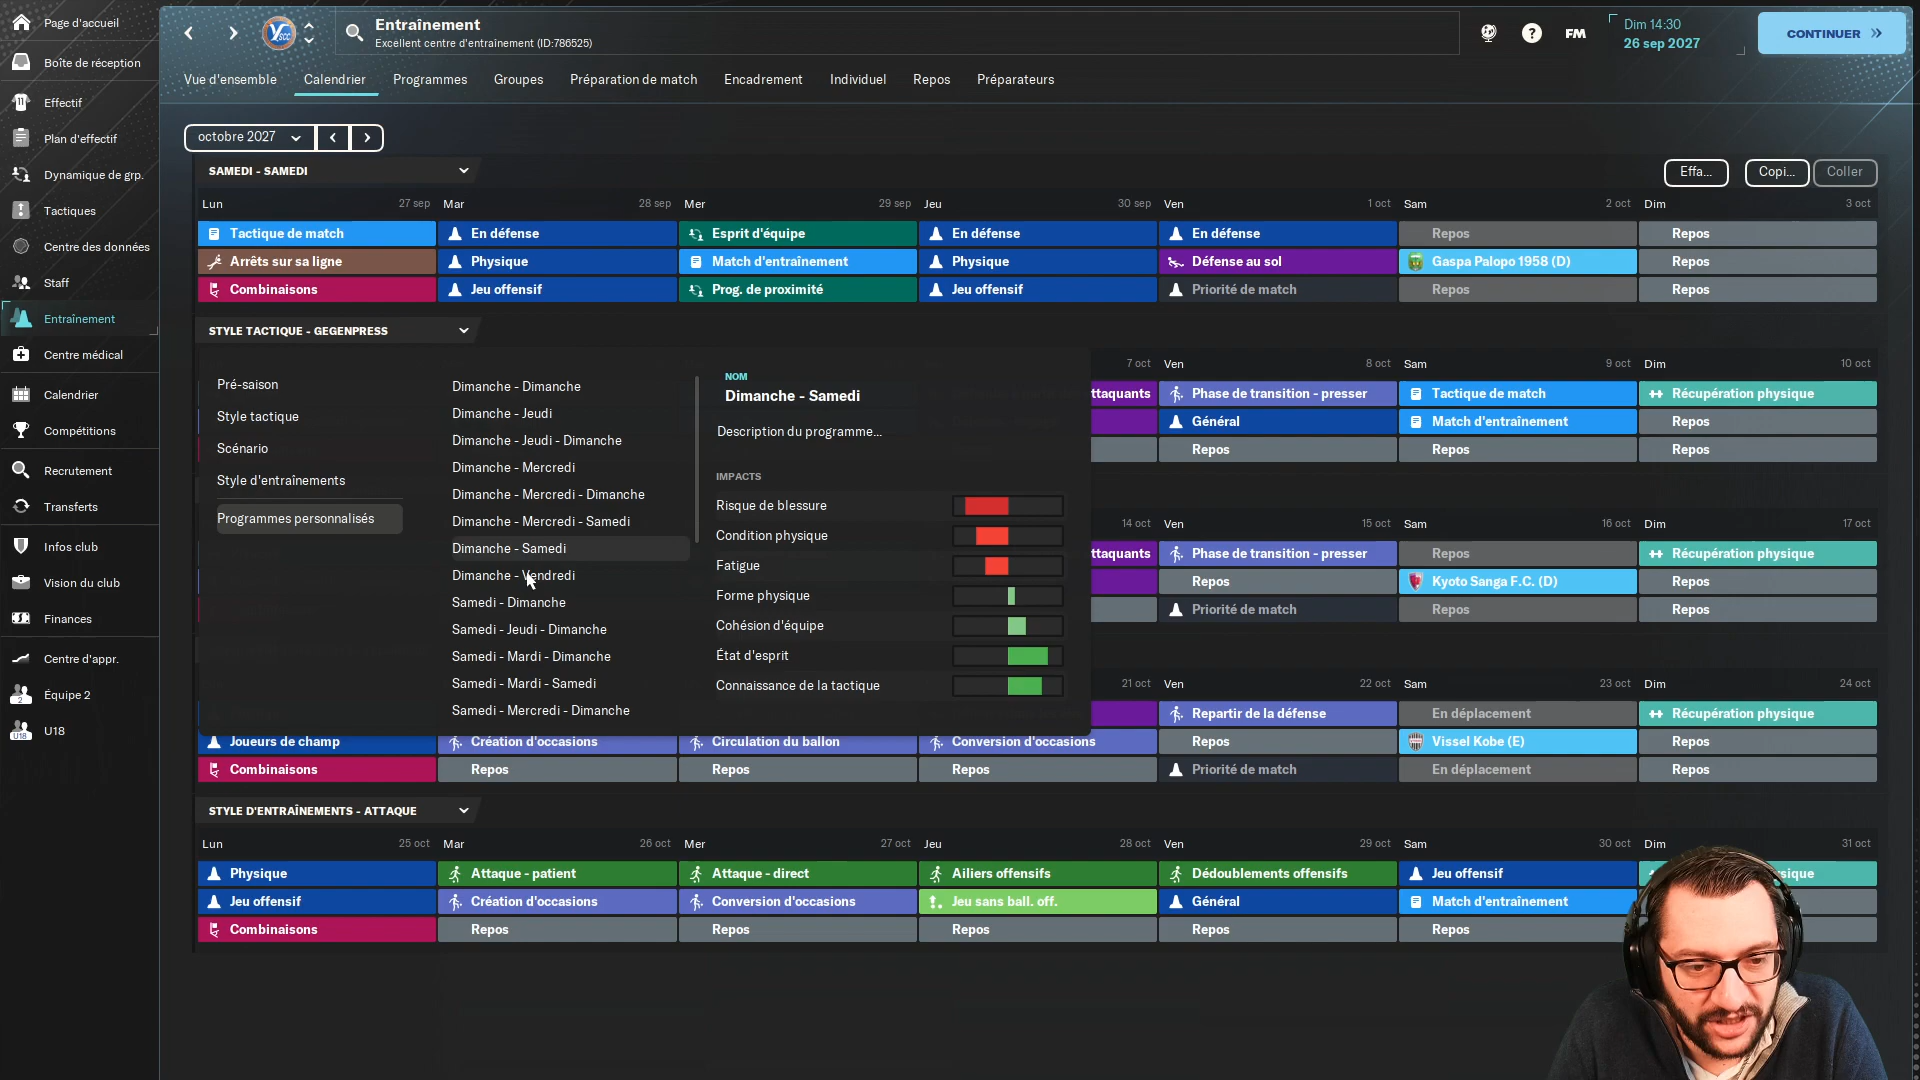 Page d'accueil
Boîte de réception
Effectif
Plan d'effectif
Dynamique de grp.
Tactiques
Centre des données
Staff
Entraînement
Centre médical
Calendrier
Compétitions
Recrutement
Transferts
Infos club
Vision du club
Finances
Centre d'appr.
Équipe 2
U18
Entraînement
Excellent centre d'entraînement (ID:786525)
FM
Dim 14:30
26 sep 2027
CONTINUER
Vue d'ensemble Calendrier Programmes Groupes Préparation de match Encadrement Individuel Repos Préparateurs
octobre 2027
SAMEDI - SAMEDI
Effa... Copi... Coller
Lun 27 sep Mar 28 sep Mer 29 sep Jeu 30 sep Ven 1 oct Sam 2 oct Dim 3 oct
Tactique de match En défense Esprit d'équipe En défense En défense Repos Repos
Arrêts sur sa ligne Physique Match d'entraînement Physique Défense au sol Gaspa Palopo 1958 (D) Repos
Combinaisons Jeu offensif Prog. de proximité Jeu offensif Priorité de match Repos Repos
STYLE TACTIQUE - GEGENPRESS
7 oct Ven 8 oct Sam 9 oct Dim 10 oct
ttaquants Phase de transition - presser Tactique de match Récupération physique
Général Match d'entraînement Repos
Repos Repos Repos
14 oct Ven 15 oct Sam 16 oct Dim 17 oct
ttaquants Phase de transition - presser Repos Récupération physique
Repos Kyoto Sanga F.C. (D) Repos
Priorité de match Repos Repos
21 oct Ven 22 oct Sam 23 oct Dim 24 oct
Repartir de la défense En déplacement Récupération physique
Pré-saison
Style tactique
Scénario
Style d'entraînements
Programmes personnalisés
Dimanche - Dimanche
Dimanche - Jeudi
Dimanche - Jeudi - Dimanche
Dimanche - Mercredi
Dimanche - Mercredi - Dimanche
Dimanche - Mercredi - Samedi
Dimanche - Samedi
Dimanche - Vendredi
Samedi - Dimanche
Samedi - Jeudi - Dimanche
Samedi - Mardi - Dimanche
Samedi - Mardi - Samedi
Samedi - Mercredi - Dimanche
NOM
Dimanche - Samedi
Description du programme...
IMPACTS
Risque de blessure
Condition physique
Fatigue
Forme physique
Cohésion d'équipe
État d'esprit
Connaissance de la tactique
Joueurs de champ Création d'occasions Circulation du ballon Conversion d'occasions Repos Vissel Kobe (E) Repos
Combinaisons Repos Repos Repos Priorité de match En déplacement Repos
STYLE D'ENTRAÎNEMENTS - ATTAQUE
Lun 25 oct Mar 26 oct Mer 27 oct Jeu 28 oct Ven 29 oct Sam 30 oct Dim 31 oct
Physique Attaque - patient Attaque - direct Ailiers offensifs Dédoublements offensifs Jeu offensif
Jeu offensif Création d'occasions Conversion d'occasions Jeu sans ball. off. Général Match d'entraînement
Combinaisons Repos Repos Repos Repos Repos